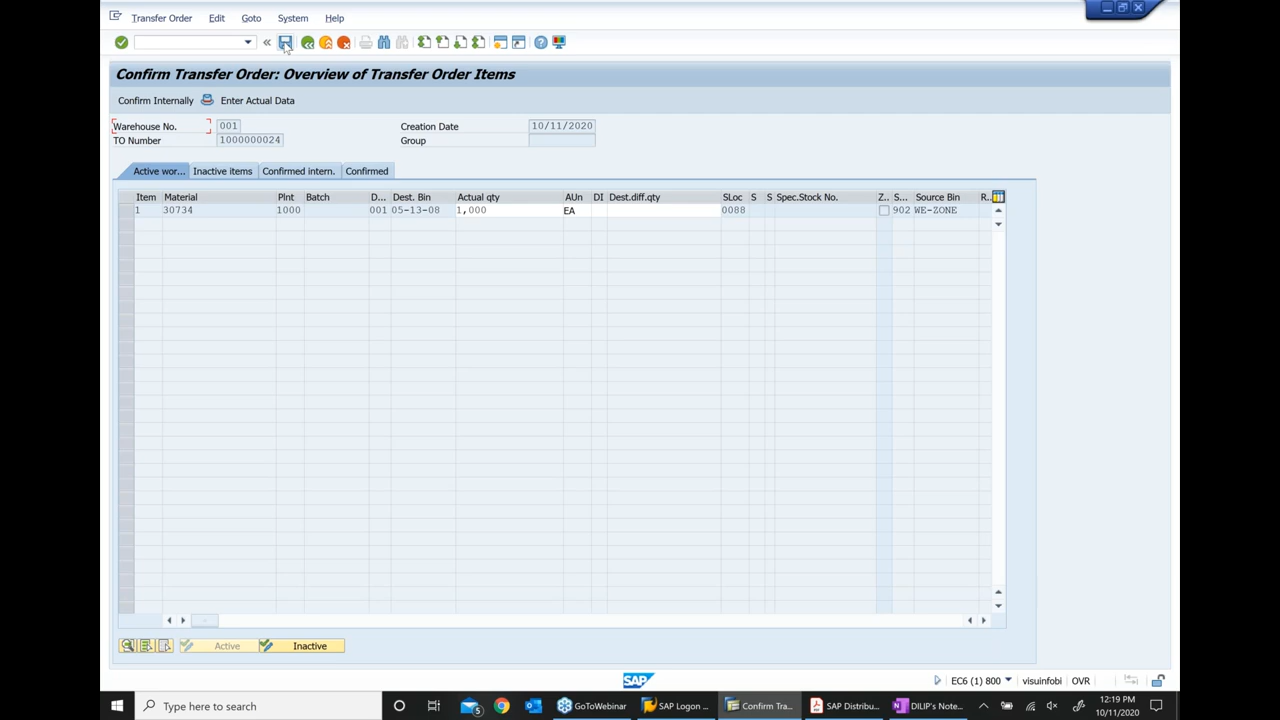 Transfer Order Edit Goto System Help
Confirm Transfer Order: Overview of Transfer Order Items
Confirm Internally Enter Actual Data
Warehouse No. 001 Creation Date 10/11/2020
TO Number 1000000024 Group
Active wor... Inactive items Confirmed intern. Confirmed
Item Material Plnt Batch D... Dest. Bin Actual qty AUn DI Dest.diff.qty SLoc S S Spec.Stock No. Z.. S... Source Bin R..
1 30734 1000 001 05-13-08 1,000 EA 0088 902 WE-ZONE
Active Inactive
SAP EC6 (1) 800 visuinfobi OVR
Type here to search 5 GoToWebinar SAP Logon ... Confirm Tra... SAP Distribu... DILIP's Note... 12:19 PM
10/11/2020